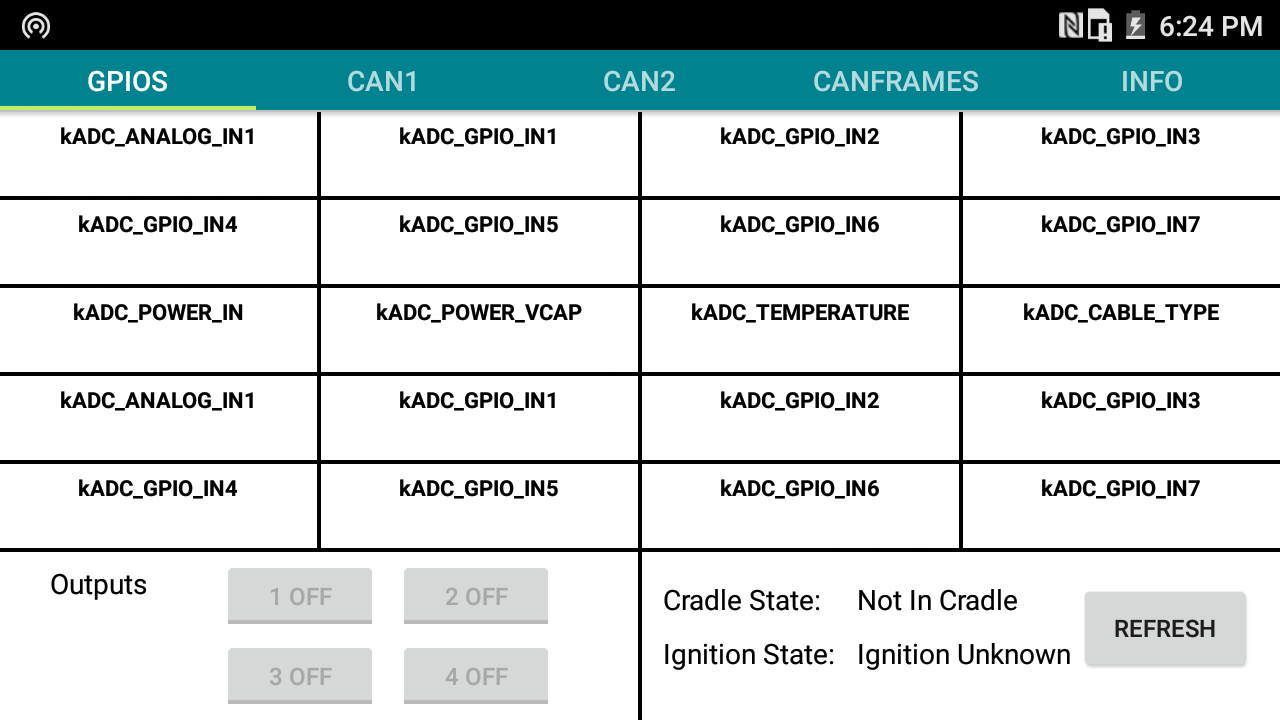 6:24 PM
GPIOS CAN1 CAN2 CANFRAMES INFO
kADC_ANALOG_IN1 kADC_GPIO_IN1 kADC_GPIO_IN2 kADC_GPIO_IN3
kADC_GPIO_IN4 kADC_GPIO_IN5 kADC_GPIO_IN6 kADC_GPIO_IN7
kADC_POWER_IN kADC_POWER_VCAP kADC_TEMPERATURE kADC_CABLE_TYPE
kADC_ANALOG_IN1 kADC_GPIO_IN1 kADC_GPIO_IN2 kADC_GPIO_IN3
kADC_GPIO_IN4 kADC_GPIO_IN5 kADC_GPIO_IN6 kADC_GPIO_IN7
Outputs 1 OFF 2 OFF
3 OFF 4 OFF
Cradle State: Not In Cradle
Ignition State: Ignition Unknown
REFRESH